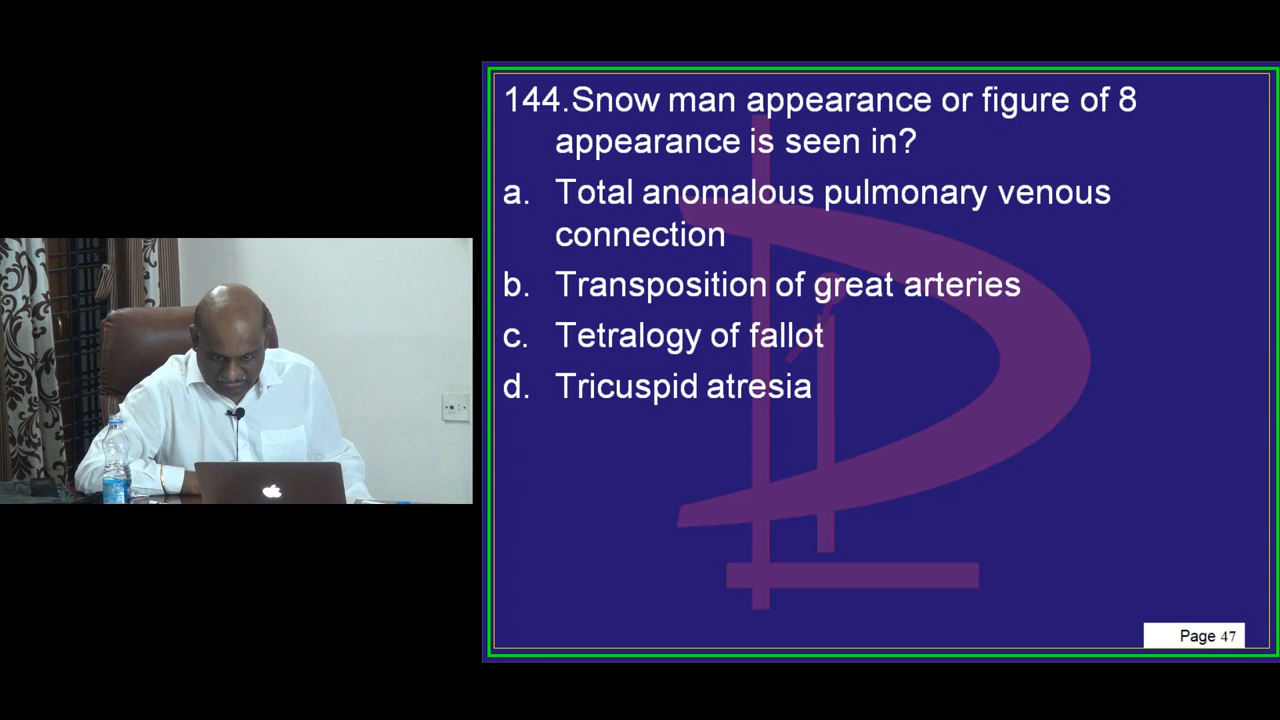 144.Snow man appearance or figure of 8
appearance is seen in?
a. Total anomalous pulmonary venous
connection
b. Transposition of great arteries
c. Tetralogy of fallot
d. Tricuspid atresia
Page 47